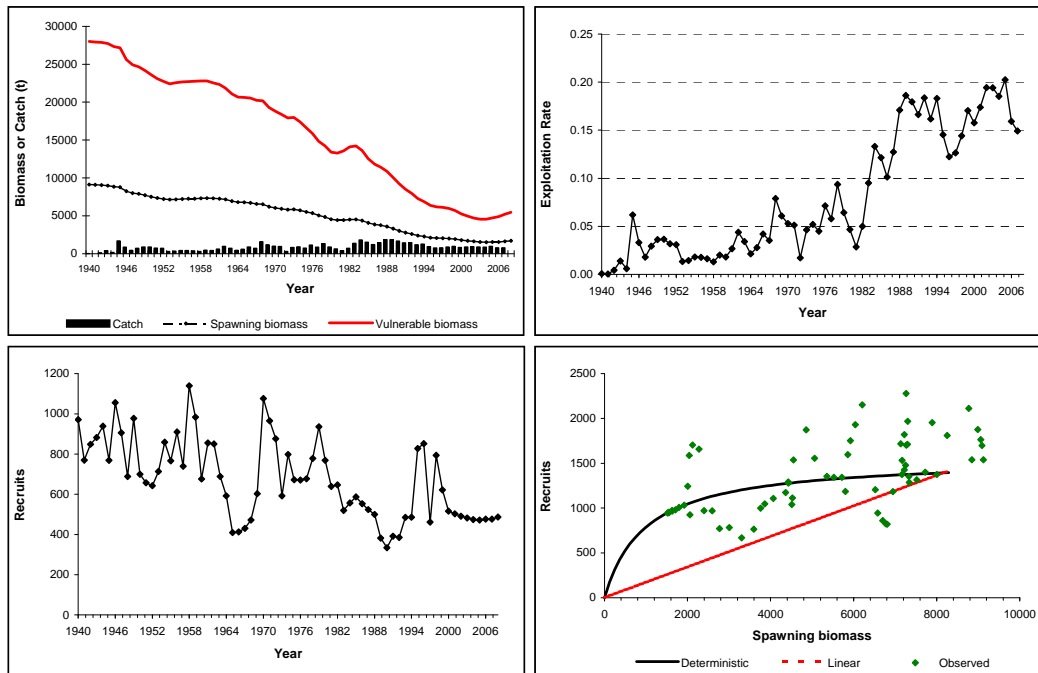 Biomass or Catch (t)
30000
25000
20000
15000
10000
5000
0
1940 1946 1952 1958 1964 1970 1976 1982 1988 1994 2000 2006
Year
Catch Spawning biomass Vulnerable biomass
Exploitation Rate
0.25
0.20
0.15
0.10
0.05
0.00
1940 1946 1952 1958 1964 1970 1976 1982 1988 1994 2000 2006
Year
Recruits
1200
1000
800
600
400
200
0
1940 1946 1952 1958 1964 1970 1976 1982 1988 1994 2000 2006
Year
Recruits
2500
2000
1500
1000
500
0
0 2000 4000 6000 8000 10000
Spawning biomass
Deterministic Linear Observed